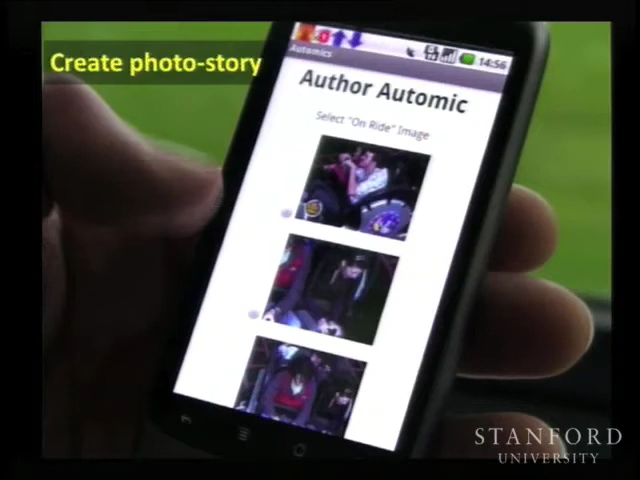 Create photo-story
Automics
14:56
Author Automic
Select "On Ride" Image
STANFORD
UNIVERSITY